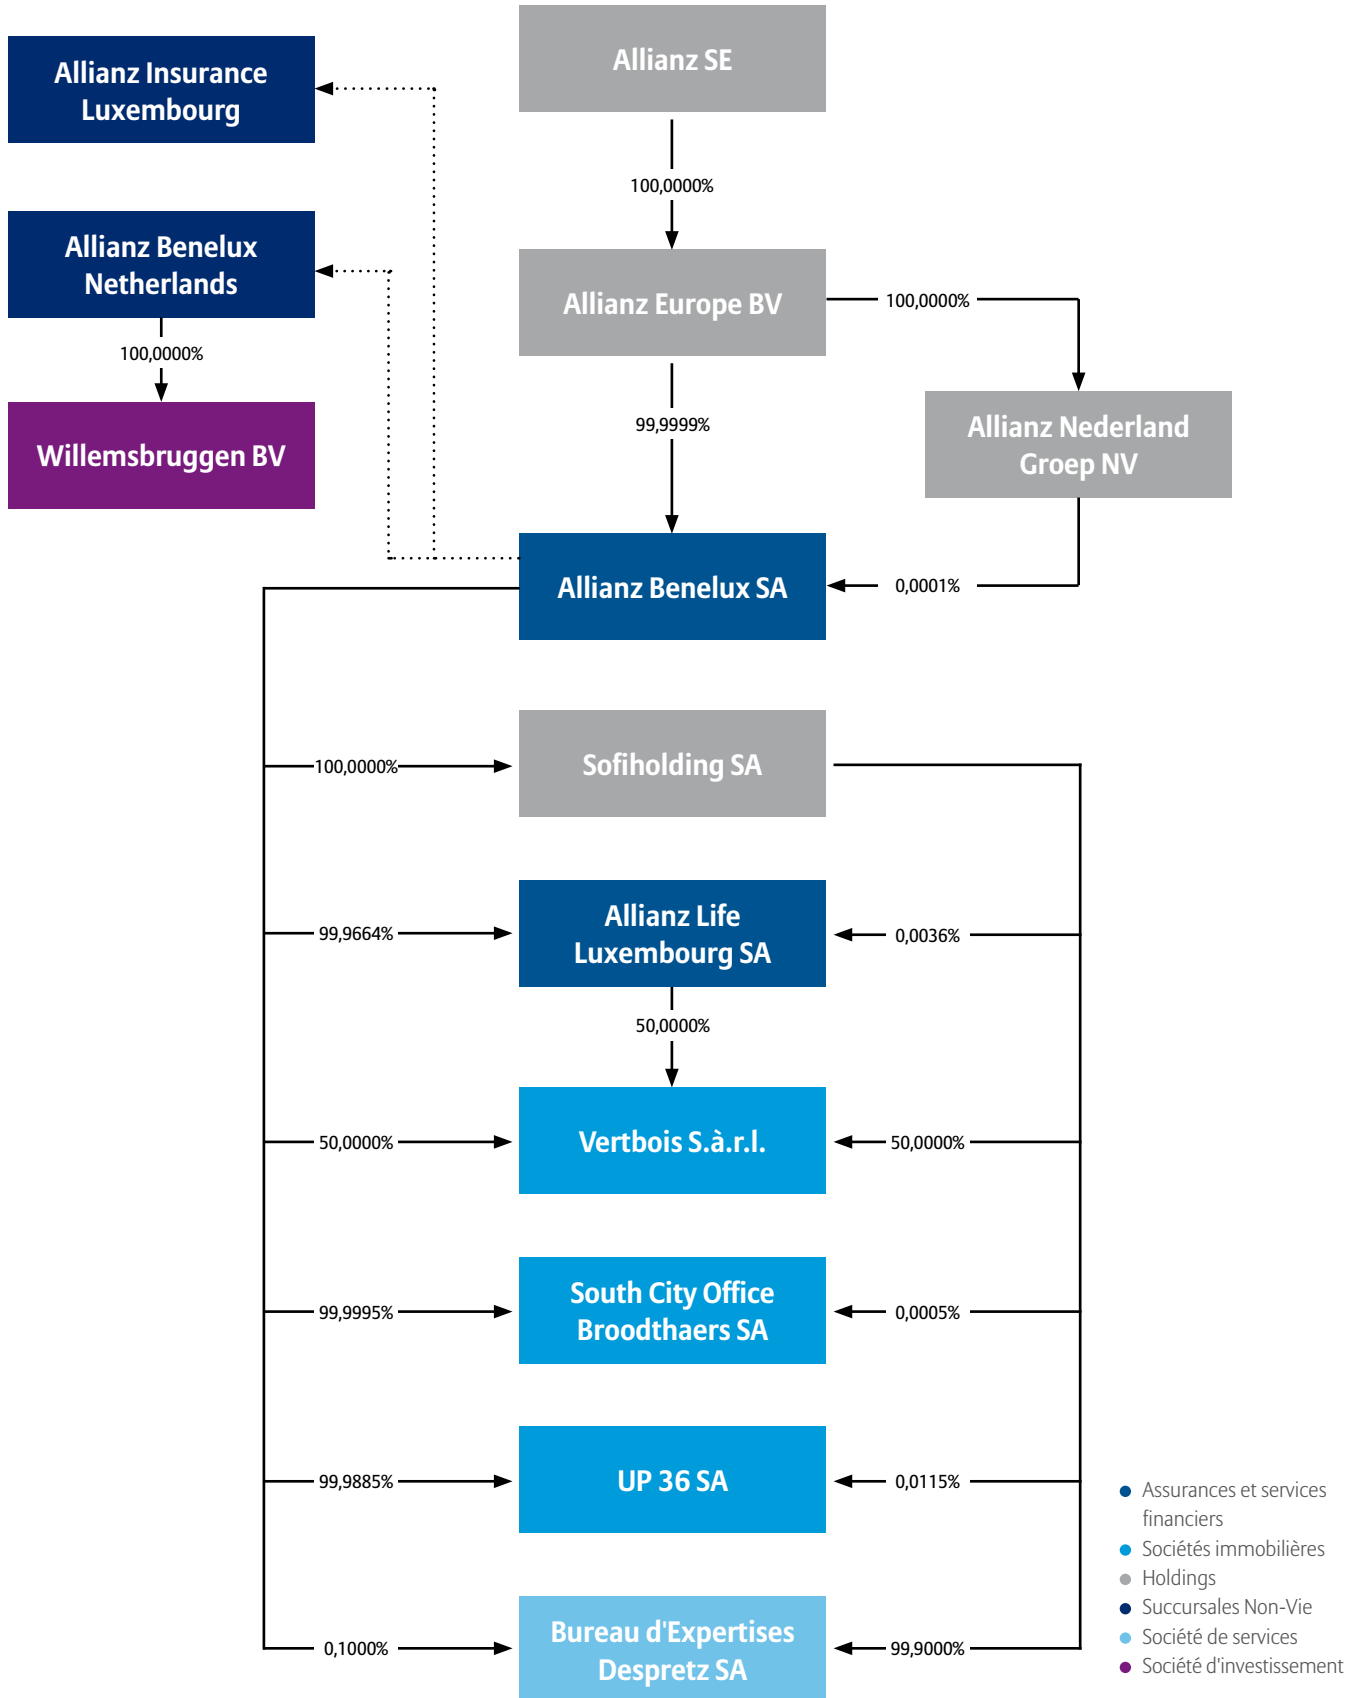 Allianz SE
Allianz Insurance
Luxembourg
100,0000%
Allianz Benelux
Netherlands
Allianz Europe BV
100,0000%
100,0000%
Willemsbruggen BV
99,9999%
Allianz Nederland
Groep NV
Allianz Benelux SA
0,0001%
100,0000%
Sofiholding SA
99,9664%
Allianz Life
Luxembourg SA
0,0036%
50,0000%
50,0000%
Vertbois S.à.r.l.
50,0000%
99,9995%
South City Office
Broodthaers SA
0,0005%
99,9885%
UP 36 SA
0,0115%
0,1000%
Bureau d'Expertises
Despretz SA
99,9000%
Assurances et services
financiers
Sociétés immobilières
Holdings
Succursales Non-Vie
Société de services
Société d'investissement